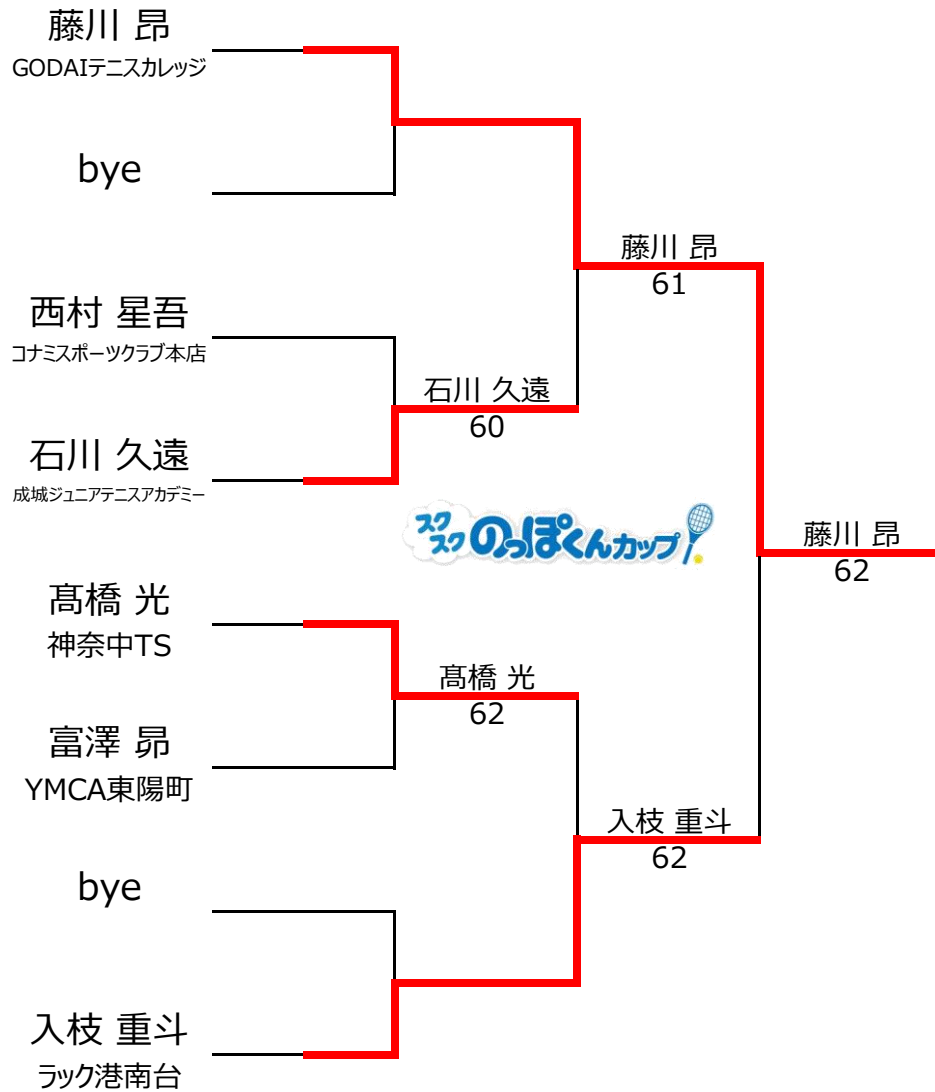 藤川 昂
GODAIテニスカレッジ
bye
西村 星吾
コナミスポーツクラブ本店
石川 久遠
成城ジュニアテニスアカデミー
髙橋 光
神奈中TS
富澤 昴
YMCA東陽町
bye
入枝 重斗
ラック港南台
石川 久遠
60
髙橋 光
62
藤川 昂
61
入枝 重斗
62
スクスク のっぽくんカップ
藤川 昂
62